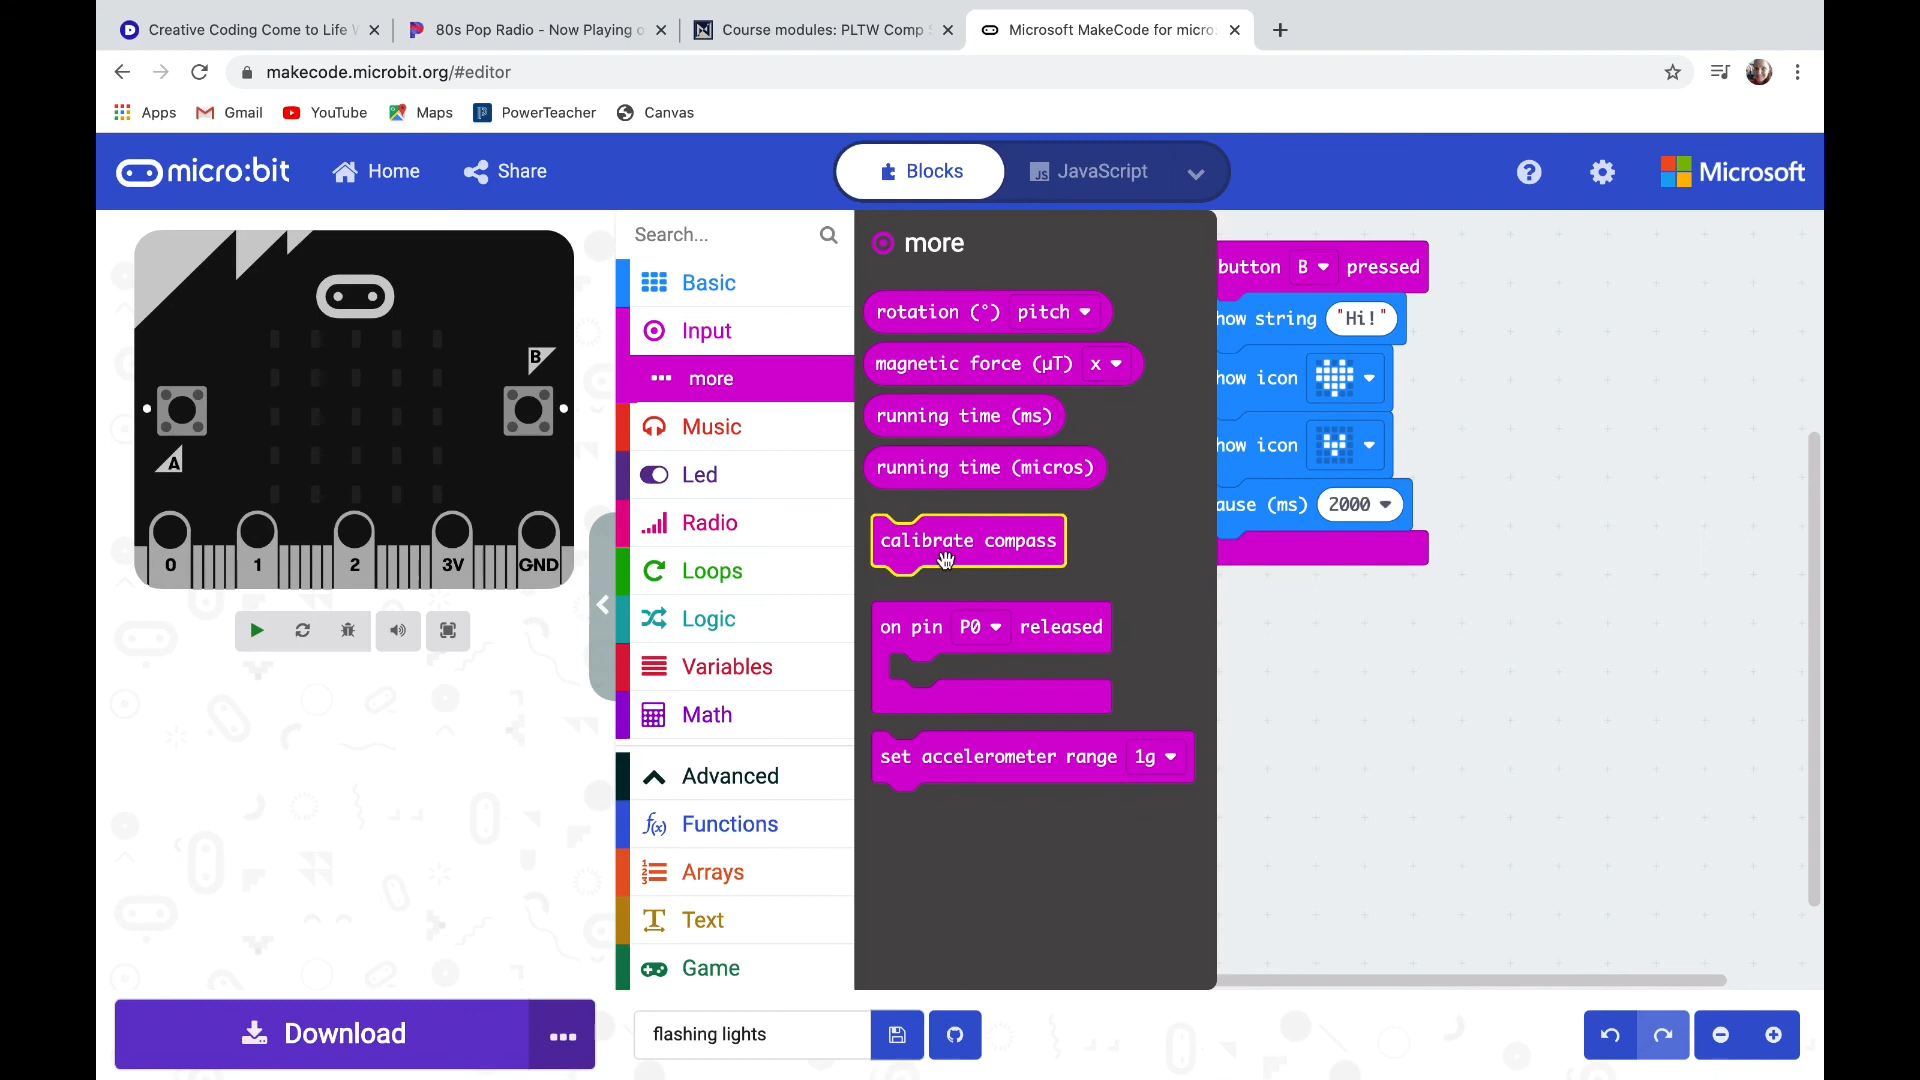 Creative Coding Come to Life W
80s Pop Radio - Now Playing o
Course modules: PLTW Comp S
Microsoft MakeCode for micro:
makecode.microbit.org/#editor
Apps
Gmail
YouTube
Maps
PowerTeacher
Canvas
micro:bit
Home
Share
Blocks
JS
JavaScript
?
Microsoft
B
A
0
1
2
3V
GND
Search...
Basic
Input
more
Music
Led
Radio
Loops
Logic
Variables
Math
Advanced
f(x) Functions
Arrays
Text
Game
more
rotation (°) pitch
magnetic force (µT) x
running time (ms)
running time (micros)
calibrate compass
on pin P0 released
set accelerometer range 1g
button B pressed
how string "Hi!"
how icon
how icon
ause (ms) 2000
Download
...
flashing lights